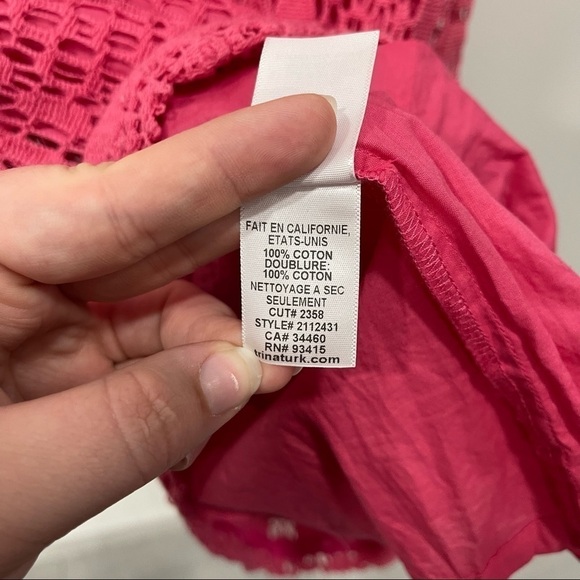 FAIT EN CALIFORNIE,
ETATS-UNIS
100% COTON
DOUBLURE:
100% COTON
NETTOYAGE A SEC
SEULEMENT
CUT# 2358
STYLE# 2112431
CA# 34460
RN# 93415
trinaturk.com